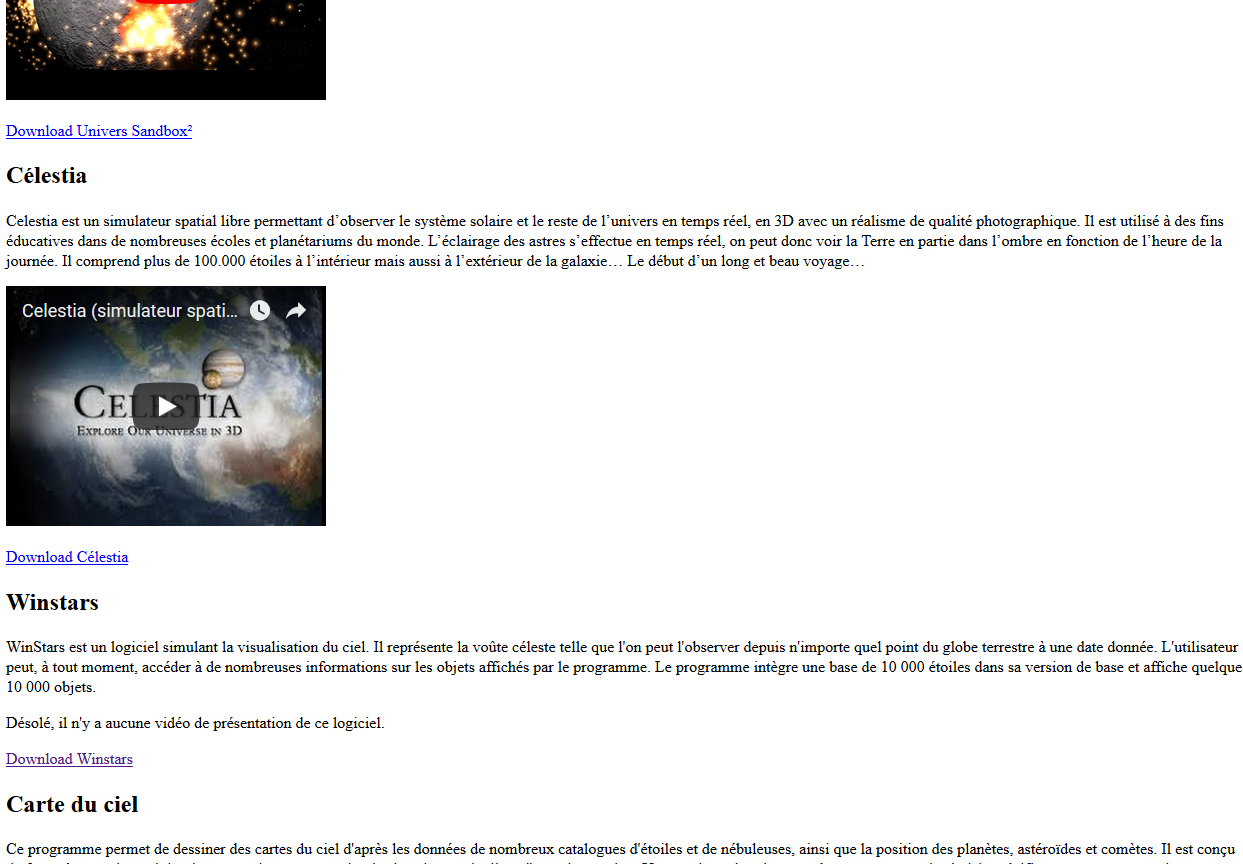 Download Univers Sandbox²
Célestia
Celestia est un simulateur spatial libre permettant d’observer le système solaire et le reste de l’univers en temps réel, en 3D avec un réalisme de qualité photographique. Il est utilisé à des fins
éducatives dans de nombreuses écoles et planétariums du monde. L’éclairage des astres s’effectue en temps réel, on peut donc voir la Terre en partie dans l’ombre en fonction de l’heure de la
journée. Il comprend plus de 100.000 étoiles à l’intérieur mais aussi à l’extérieur de la galaxie… Le début d’un long et beau voyage…
Celestia (simulateur spati...
CELESTIA
EXPLORE OUR UNIVERSE IN 3D
Download Célestia
Winstars
WinStars est un logiciel simulant la visualisation du ciel. Il représente la voûte céleste telle que l'on peut l'observer depuis n'importe quel point du globe terrestre à une date donnée. L'utilisateur
peut, à tout moment, accéder à de nombreuses informations sur les objets affichés par le programme. Le programme intègre une base de 10 000 étoiles dans sa version de base et affiche quelque
10 000 objets.
Désolé, il n'y a aucune vidéo de présentation de ce logiciel.
Download Winstars
Carte du ciel
Ce programme permet de dessiner des cartes du ciel d'après les données de nombreux catalogues d'étoiles et de nébuleuses, ainsi que la position des planètes, astéroïdes et comètes. Il est conçu